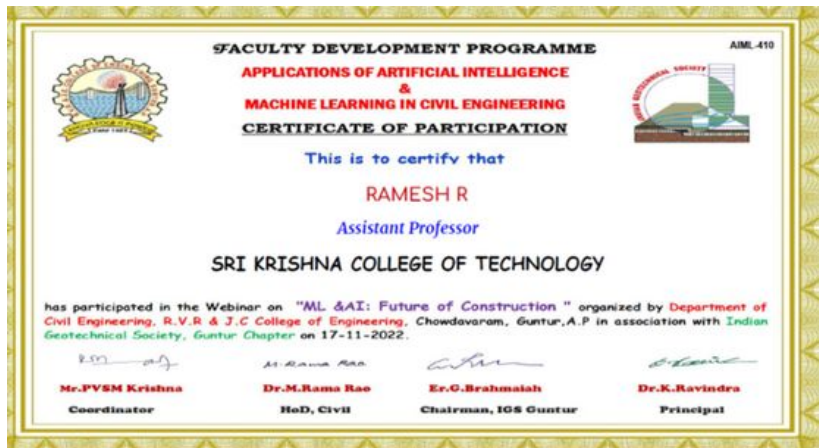 FACULTY DEVELOPMENT PROGRAMME
AIML-410
APPLICATIONS OF ARTIFICIAL INTELLIGENCE
&
MACHINE LEARNING IN CIVIL ENGINEERING
CERTIFICATE OF PARTICIPATION
This is to certify that
RAMESH R
Assistant Professor
SRI KRISHNA COLLEGE OF TECHNOLOGY
has participated in the Webinar on "ML &AI: Future of Construction " organized by Department of
Civil Engineering, R.V.R & J.C College of Engineering, Chowdavaram, Guntur,A.P in association with Indian
Geotechnical Society, Guntur Chapter on 17-11-2022.
M.Rama Rao
Mr.PVSM Krishna Dr.M.Rama Rao Er.G.Brahmaiah Dr.K.Ravindra
Coordinator HoD, Civil Chairman, IGS Guntur Principal